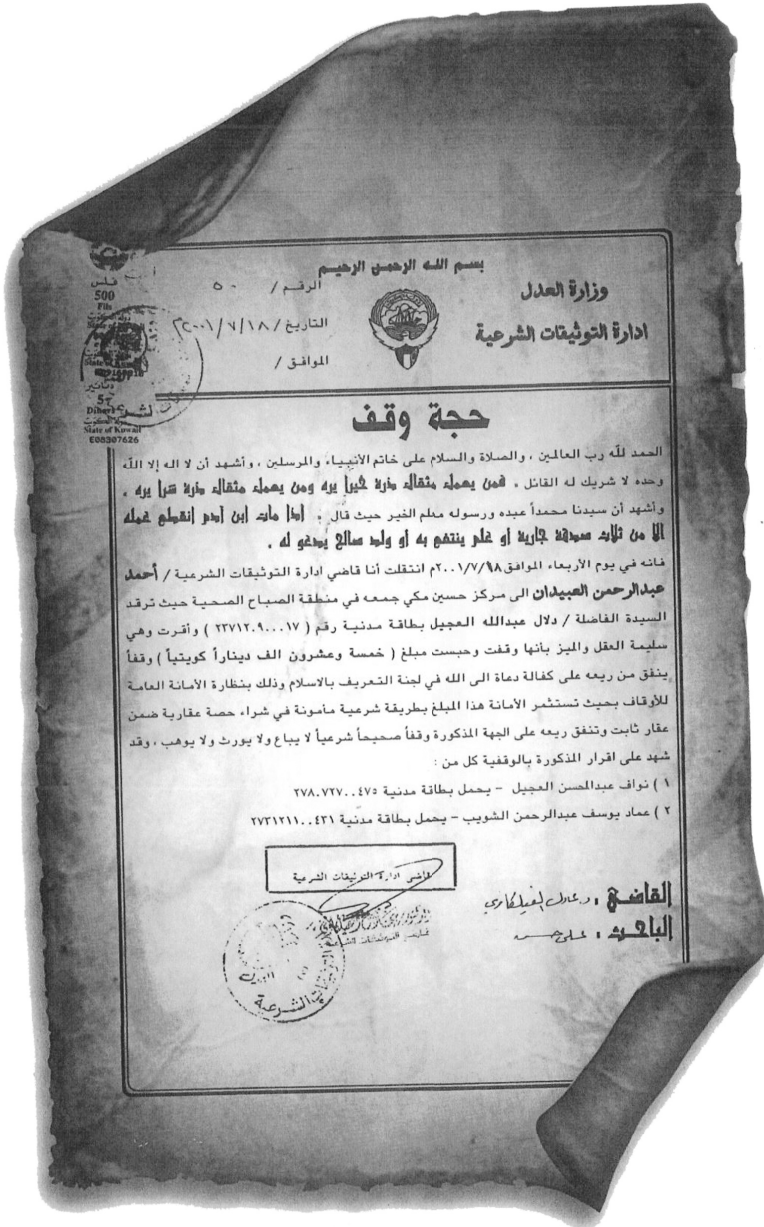 بسم الله الرحمن الرحيم
وزارة العدل
ادارة التوثيقات الشرعية
الرقم / ٥٠
التاريخ / ٢٠٠١/٧/١٨م
الموافق /
فلس
500
Fils
دنانير
5
State of Kuwait
E08307626
حجة وقف
الحمد لله رب العالمين ، والصلاة والسلام على خاتم الأنبياء والمرسلين ، وأشهد أن لا اله إلا الله
وحده لا شريك له القائل ، فمن يعمل مثقال ذرة خيرا يره ومن يعمل مثقال ذرة شرا يره ،
وأشهد أن سيدنا محمداً عبده ورسوله معلم الخير حيث قال ، اذا مات ابن ادم انقطع عمله
الا من ثلاث صدقة جارية او علم ينتفع به أو ولد صالح يدعو له ،
فانه في يوم الأربعاء الموافق ٢٠٠١/٧/١٨م انتقلت أنا قاضي ادارة التوثيقات الشرعية / أحمد
عبدالرحمن العبيدان الى مركز حسين مكي جمعه في منطقة الصباح الصحية حيث ترقد
السيدة الفاضلة / دلال عبدالله العجيل بطاقة مدنية رقم ( ٢٣٧١٢٠٩٠٠٠١٧ ) وأقرت وهي
سليمة العقل والميز بأنها وقفت وحبست مبلغ ( خمسة وعشرون الف ديناراً كويتياً ) وقفاً
ينفق من ريعه على كفالة دعاة الى الله في لجنة التعريف بالاسلام وذلك بنظارة الأمانة العامة
للأوقاف بحيث تستثمر الأمانة هذا المبلغ بطريقة شرعية مأمونة في شراء حصة عقارية ضمن
عقار ثابت وتنفق ريعه على الجهة المذكورة وقفاً صحيحاً شرعياً لا يباع ولا يورث ولا يوهب ، وقد
شهد على اقرار المذكورة بالوقفية كل من :
١ ) نواف عبدالمحسن العجيل - يحمل بطاقة مدنية ٢٧٨٠٧٢٧٠٠٤٧٥
٢ ) عماد يوسف عبدالرحمن الشويب - يحمل بطاقة مدنية ٢٧٣١٢١١٠٠٤٣١
قاضي ادارة التوثيقات الشرعية
القاضي : د. عادل الفيلكاوي
الباحث : علي